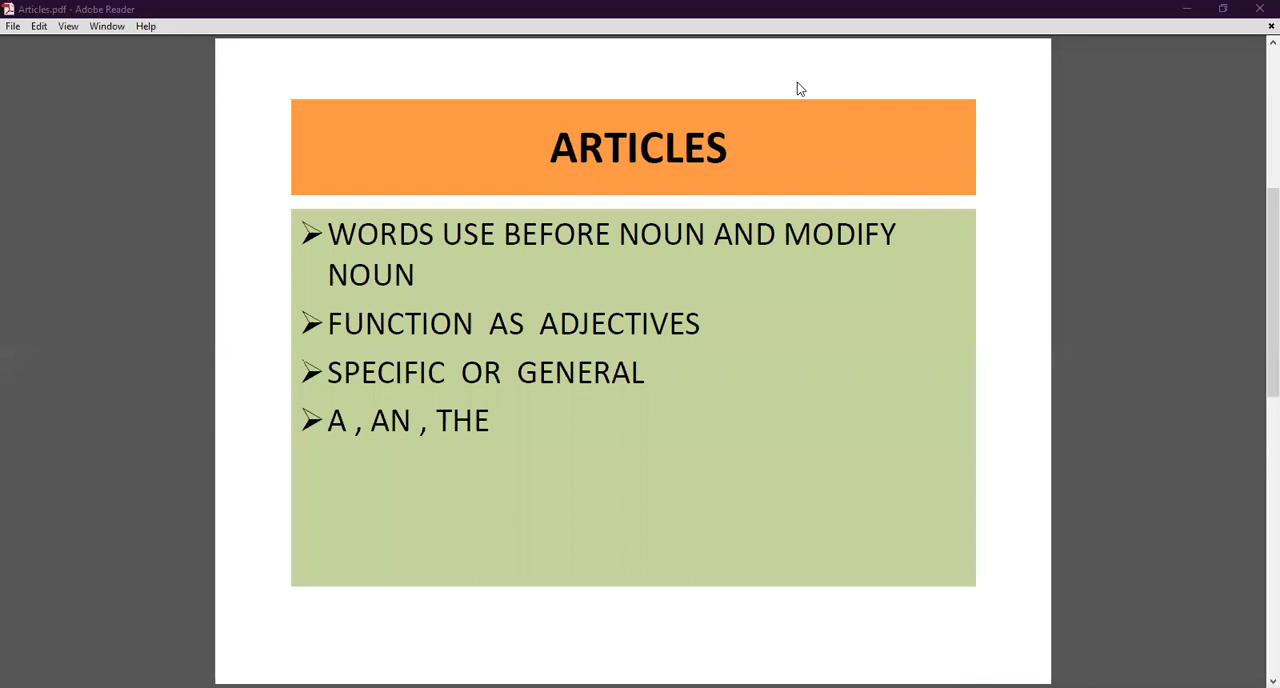 Articles.pdf - Adobe Reader
File Edit View Window Help
ARTICLES
WORDS USE BEFORE NOUN AND MODIFY
NOUN
FUNCTION AS ADJECTIVES
SPECIFIC OR GENERAL
A , AN , THE